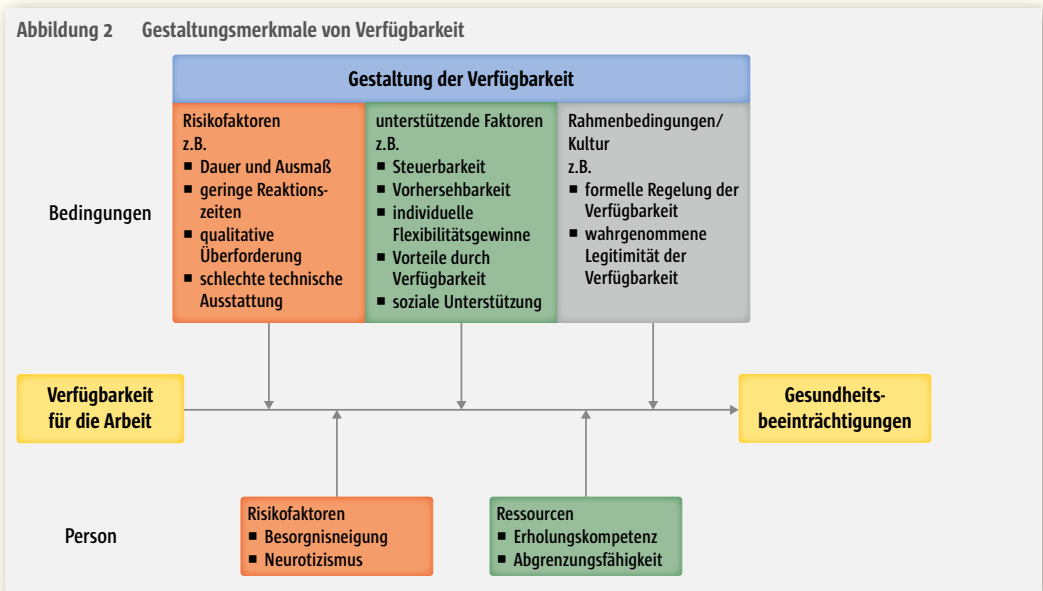 Abbildung 2 Gestaltungsmerkmale von Verfügbarkeit
Gestaltung der Verfügbarkeit
Bedingungen
Risikofaktoren
z.B.
■ Dauer und Ausmaß
■ geringe Reaktions-
zeiten
■ qualitative
Überforderung
■ schlechte technische
Ausstattung
unterstützende Faktoren
z.B.
■ Steuerbarkeit
■ Vorhersehbarkeit
■ individuelle
Flexibilitätsgewinne
■ Vorteile durch
Verfügbarkeit
■ soziale Unterstützung
Rahmenbedingungen/
Kultur
z.B.
■ formelle Regelung der
Verfügbarkeit
■ wahrgenommene
Legitimität der
Verfügbarkeit
Verfügbarkeit
für die Arbeit
Gesundheits-
beeinträchtigungen
Person
Risikofaktoren
■ Besorgnisneigung
■ Neurotizismus
Ressourcen
■ Erholungskompetenz
■ Abgrenzungsfähigkeit